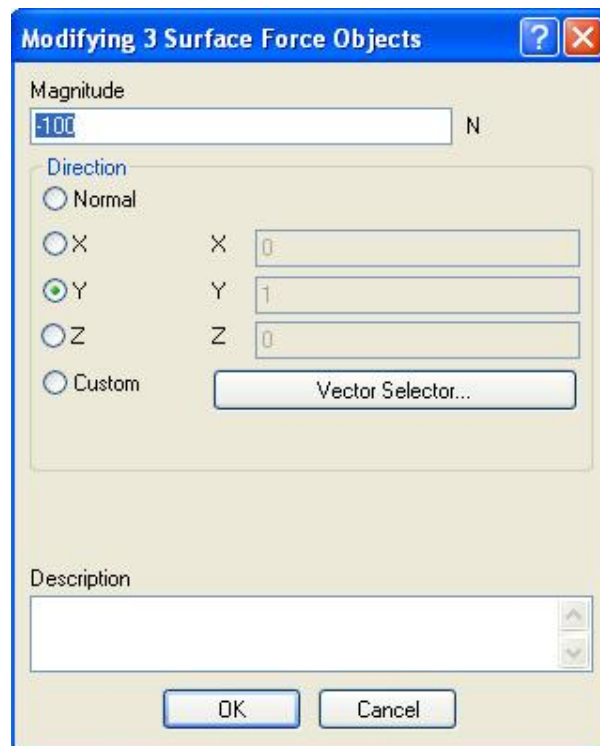 Modifying 3 Surface Force Objects
Magnitude
-100 N
Direction
Normal
X X 0
Y Y 1
Z Z 0
Custom Vector Selector...
Description
OK Cancel